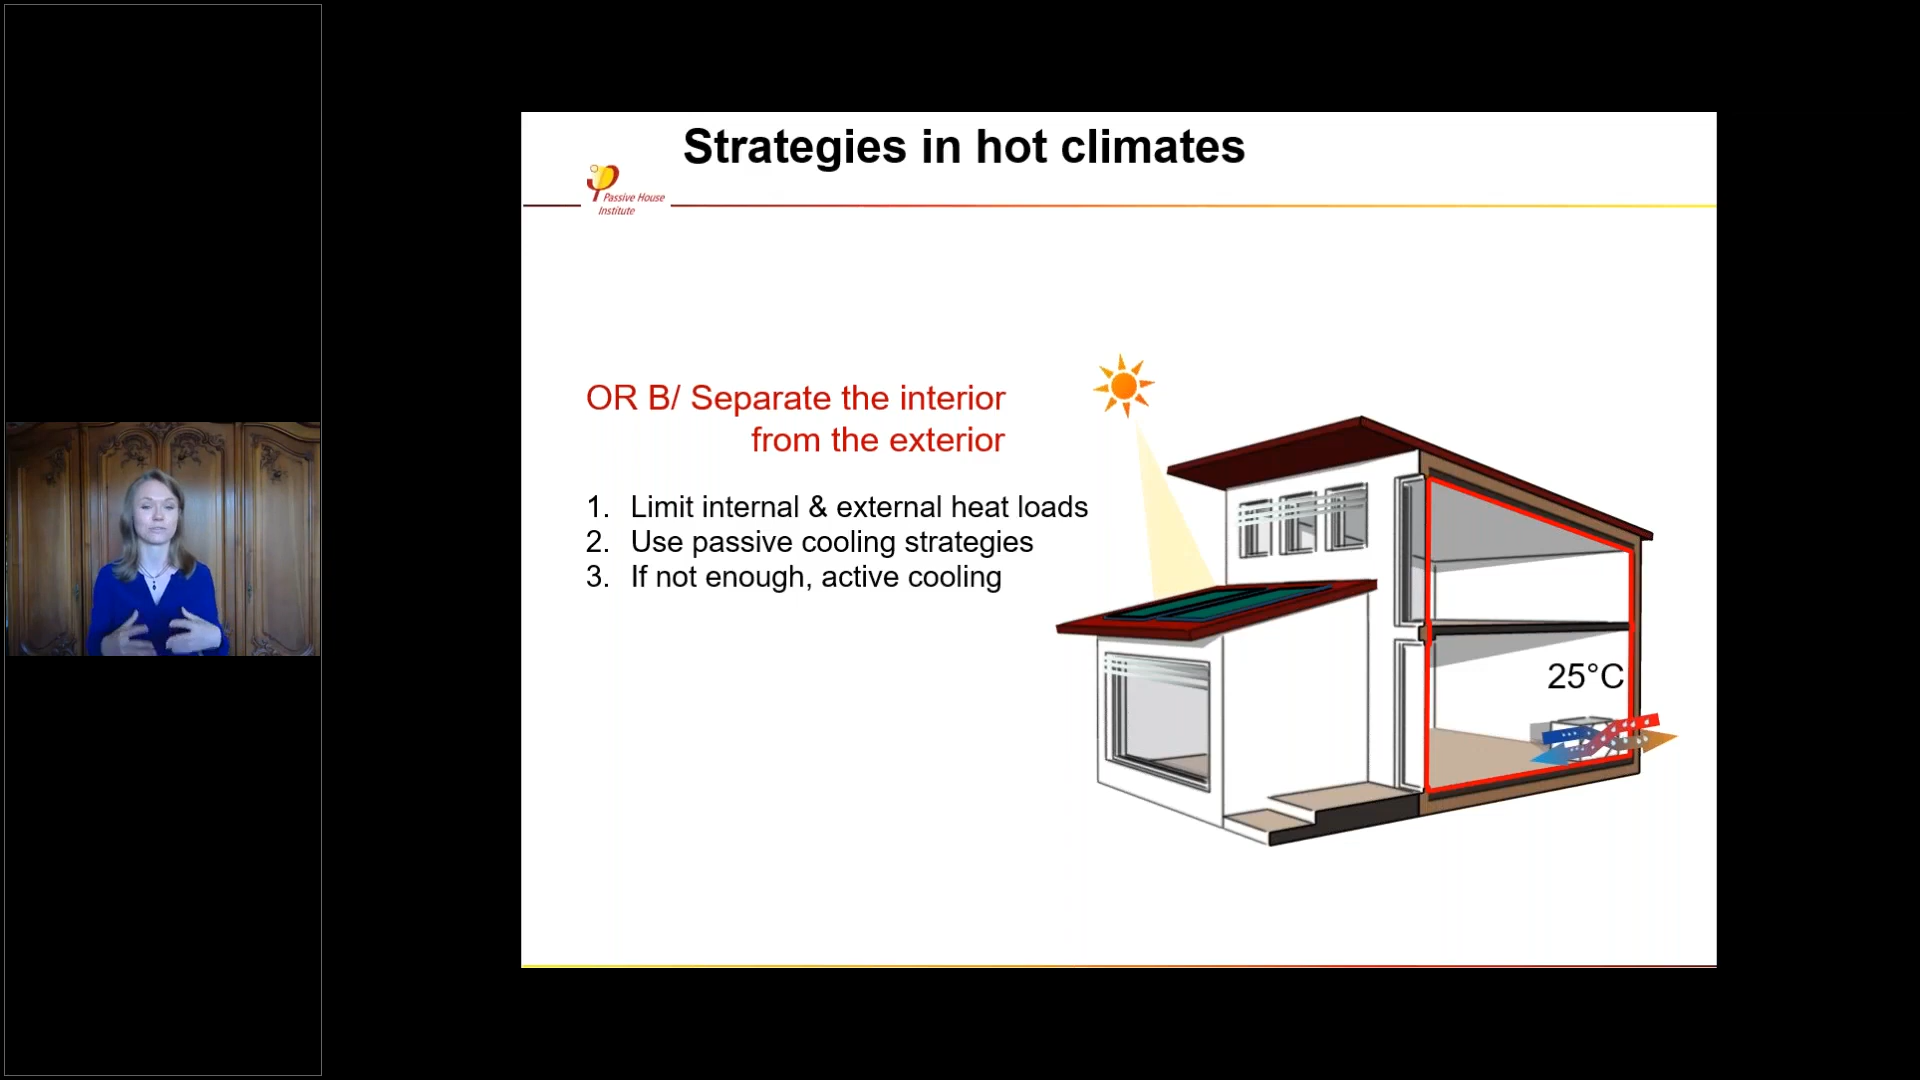 Strategies in hot climates
Passive House
Institute
OR B/ Separate the interior
from the exterior
1. Limit internal & external heat loads
2. Use passive cooling strategies
3. If not enough, active cooling
25°C